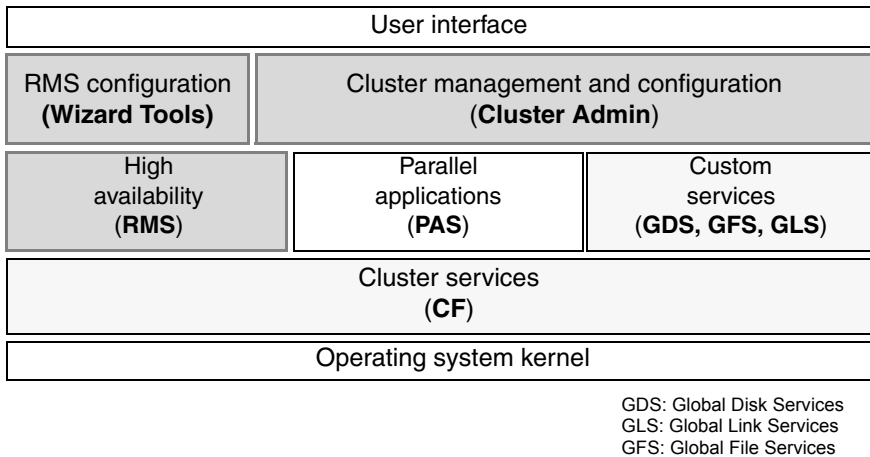 User interface
RMS configuration
(Wizard Tools)
Cluster management and configuration
(Cluster Admin)
High
availability
(RMS)
Parallel
applications
(PAS)
Custom
services
(GDS, GFS, GLS)
Cluster services
(CF)
Operating system kernel
GDS: Global Disk Services
GLS: Global Link Services
GFS: Global File Services